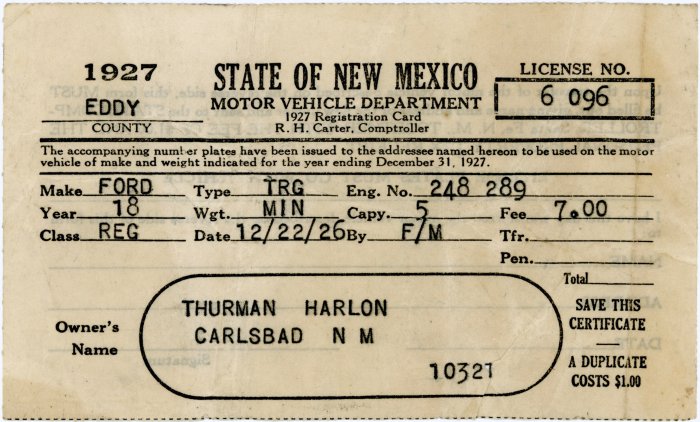 1927
STATE OF NEW MEXICO
LICENSE NO.
MOTOR VEHICLE DEPARTMENT
6 096
EDDY
1927 Registration Card
COUNTY
R. H. Carter, Comptroller
The accompanying number plates have been issued to the addressee named hereon to be used on the motor
vehicle of make and weight indicated for the year ending December 31, 1927.
Make FORD Type TRG Eng. No. 248 289
Year 18 Wgt. MIN Capy. 5 Fee 7.00
Class REG Date 12/22/26 By F/M Tfr.
Pen.
Total
Owner's
Name
THURMAN HARLON
CARLSBAD N M
10321
SAVE THIS
CERTIFICATE
—
A DUPLICATE
COSTS $1.00